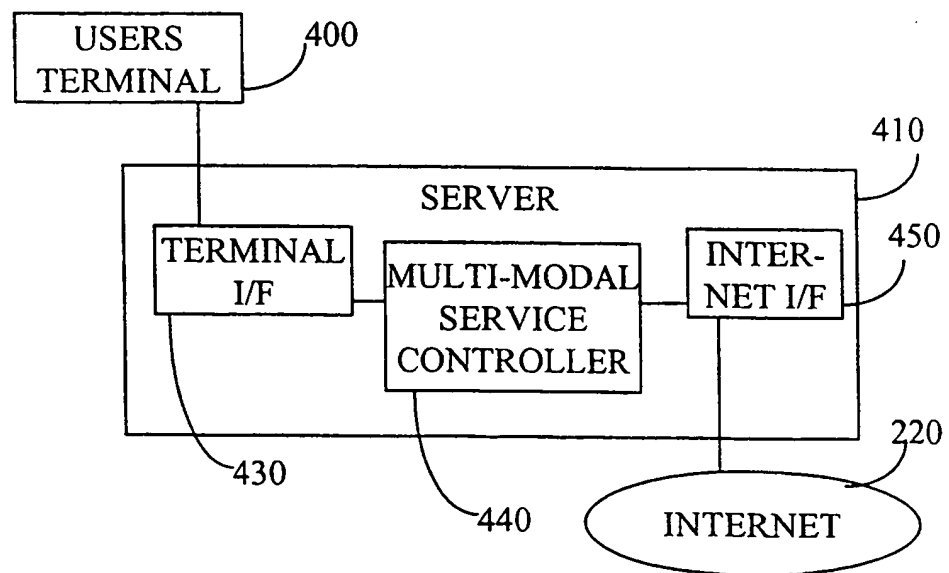 USERS
TERMINAL
400
410
SERVER
TERMINAL
I/F
MULTI-MODAL
SERVICE
CONTROLLER
INTER-
NET I/F
450
430
440
220
INTERNET